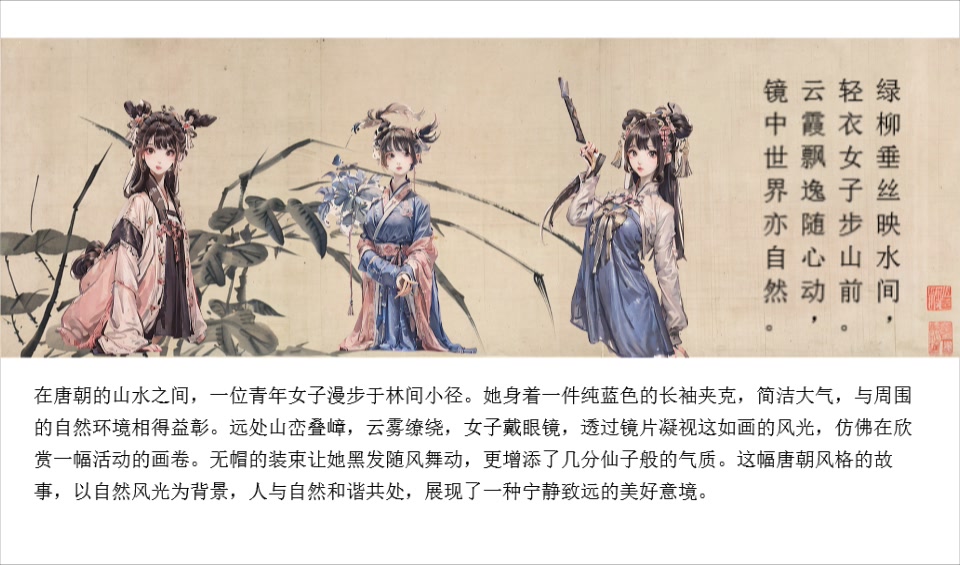 绿柳垂丝映水间，
轻衣女子步山前。
云霞飘逸随心动，
镜中世界亦自然。
在唐朝的山水之间，一位青年女子漫步于林间小径。她身着一件纯蓝色的长袖夹克，简洁大气，与周围
的自然环境相得益彰。远处山峦叠嶂，云雾缭绕，女子戴眼镜，透过镜片凝视这如画的风光，仿佛在欣
赏一幅活动的画卷。无帽的装束让她黑发随风舞动，更增添了几分仙子般的气质。这幅唐朝风格的故
事，以自然风光为背景，人与自然和谐共处，展现了一种宁静致远的美好意境。